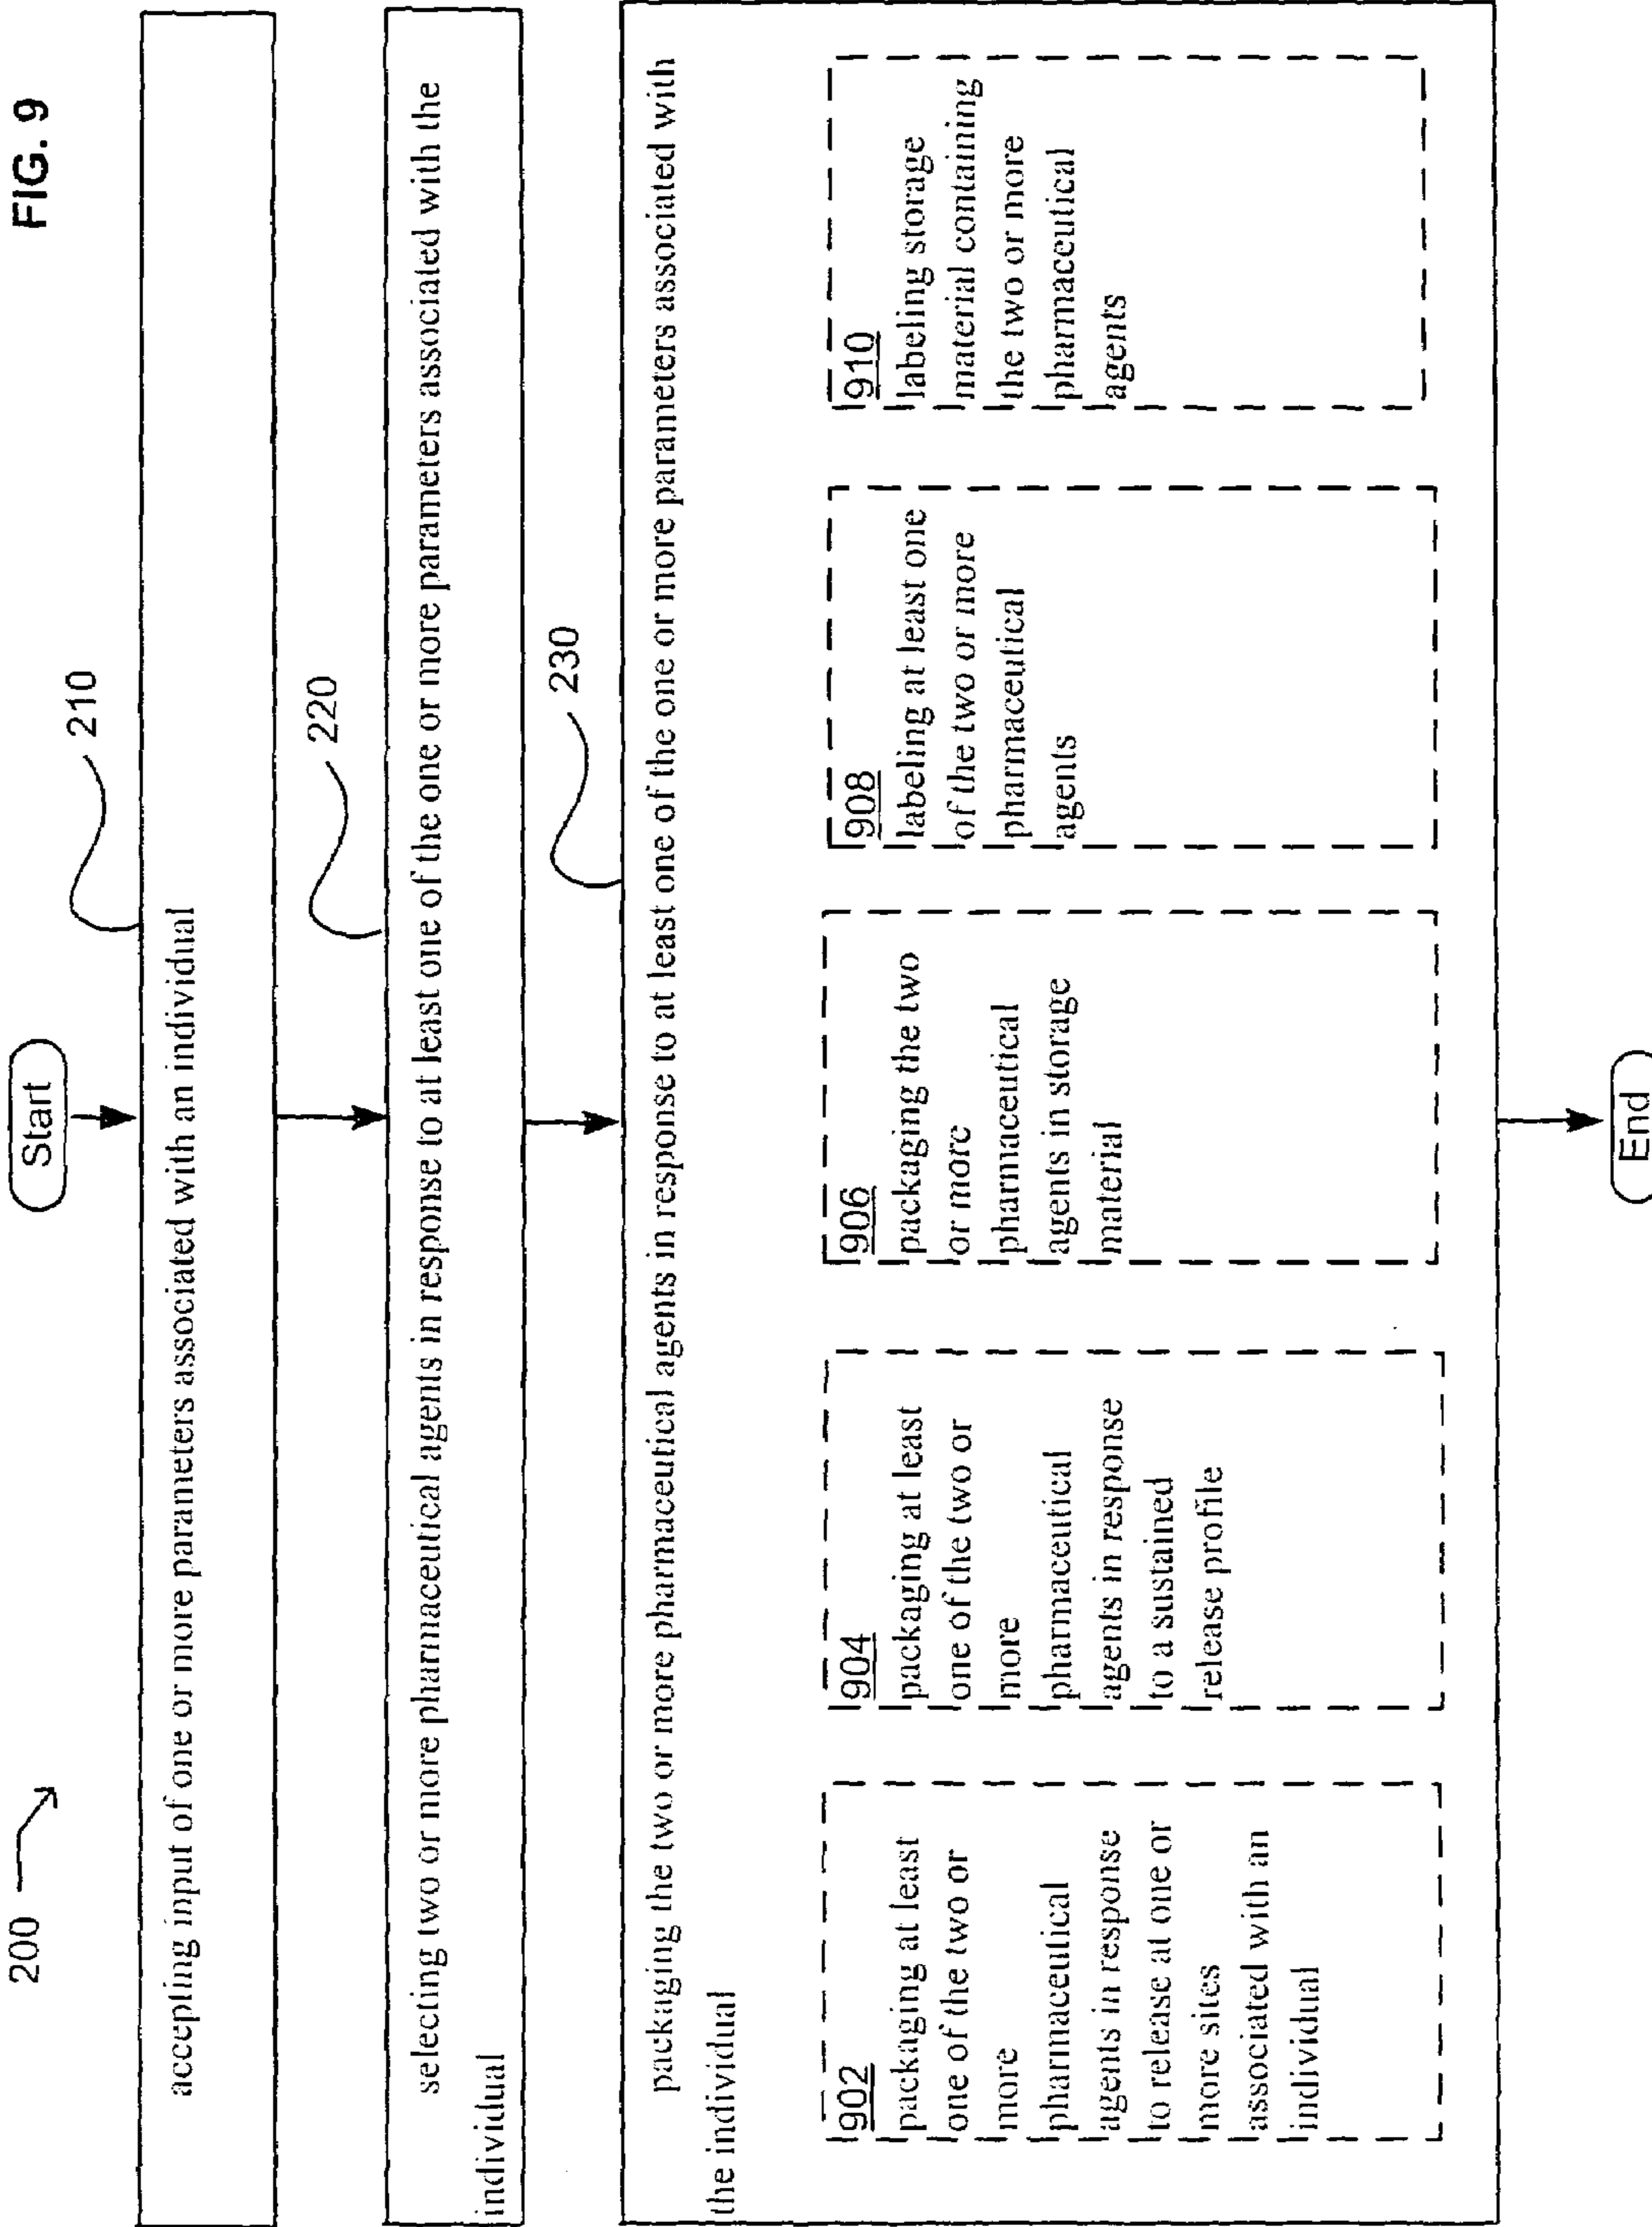 FIG. 9
200
Start
210
accepting input of one or more parameters associated with an individual
220
selecting two or more pharmaceutical agents in response to at least one of the one or more parameters associated with the
individual
230
packaging the two or more pharmaceutical agents in response to at least one of the one or more parameters associated with
the individual
902
packaging at least
one of the two or
more
pharmaceutical
agents in response
to release at one or
more sites
associated with an
individual
904
packaging at least
one of the two or
more
pharmaceutical
agents in response
to a sustained
release profile
906
packaging the two
or more
pharmaceutical
agents in storage
material
908
labeling at least one
of the two or more
pharmaceutical
agents
910
labeling storage
material containing
the two or more
pharmaceutical
agents
End